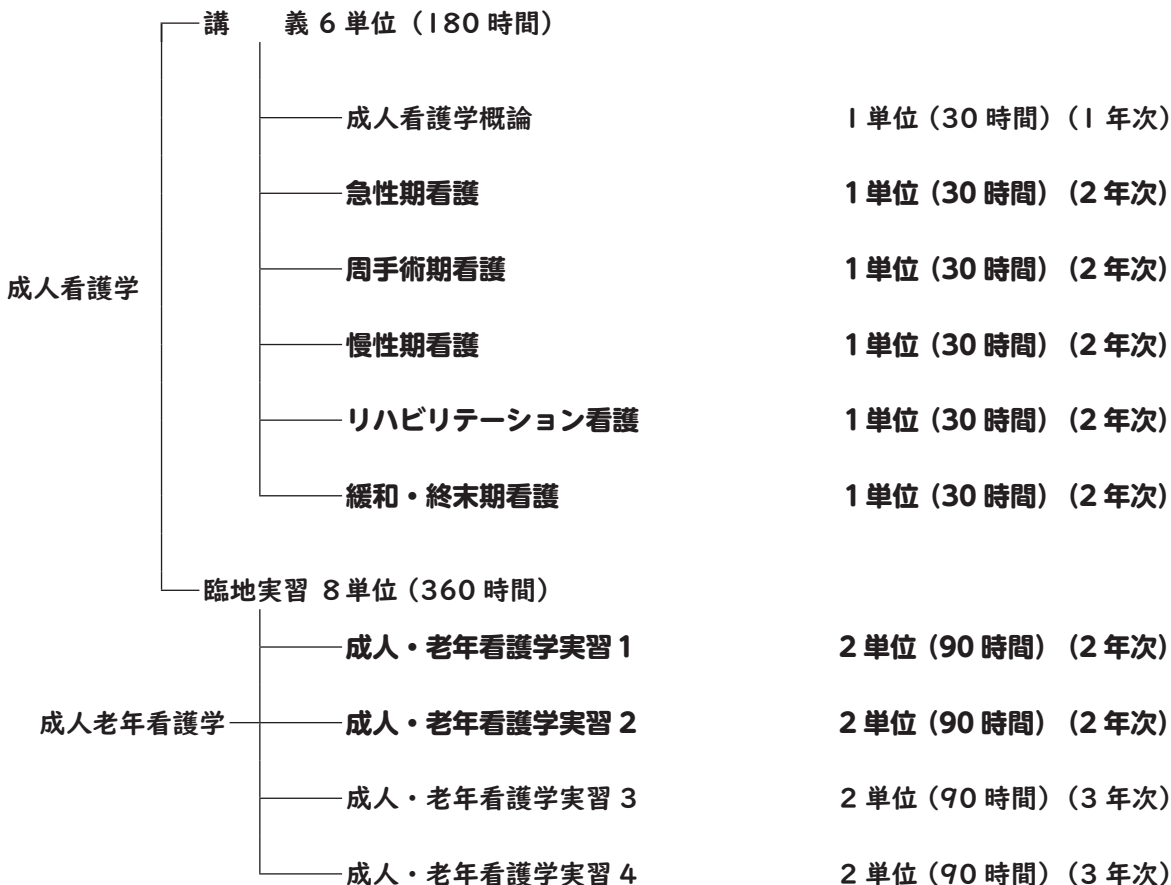 講　　義 6 単位（180 時間）
成人看護学概論　1 単位（30 時間）（1 年次）
急性期看護　1 単位（30 時間）（2 年次）
周手術期看護　1 単位（30 時間）（2 年次）
成人看護学
慢性期看護　1 単位（30 時間）（2 年次）
リハビリテーション看護　1 単位（30 時間）（2 年次）
緩和・終末期看護　1 単位（30 時間）（2 年次）
臨地実習 8 単位（360 時間）
成人・老年看護学実習 1　2 単位（90 時間）（2 年次）
成人老年看護学　成人・老年看護学実習 2　2 単位（90 時間）（2 年次）
成人・老年看護学実習 3　2 単位（90 時間）（3 年次）
成人・老年看護学実習 4　2 単位（90 時間）（3 年次）